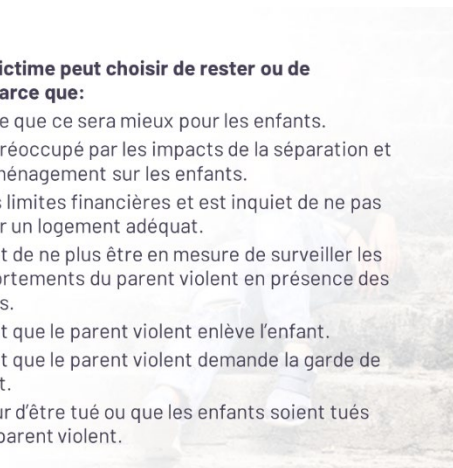 ictime peut choisir de rester ou de
arce que:
e que ce sera mieux pour les enfants.
réoccupé par les impacts de la séparation et
ménagement sur les enfants.
s limites financières et est inquiet de ne pas
r un logement adéquat.
t de ne plus être en mesure de surveiller les
ortements du parent violent en présence des
s.
t que le parent violent enlève l’enfant.
t que le parent violent demande la garde de
t.
ur d’être tué ou que les enfants soient tués
parent violent.